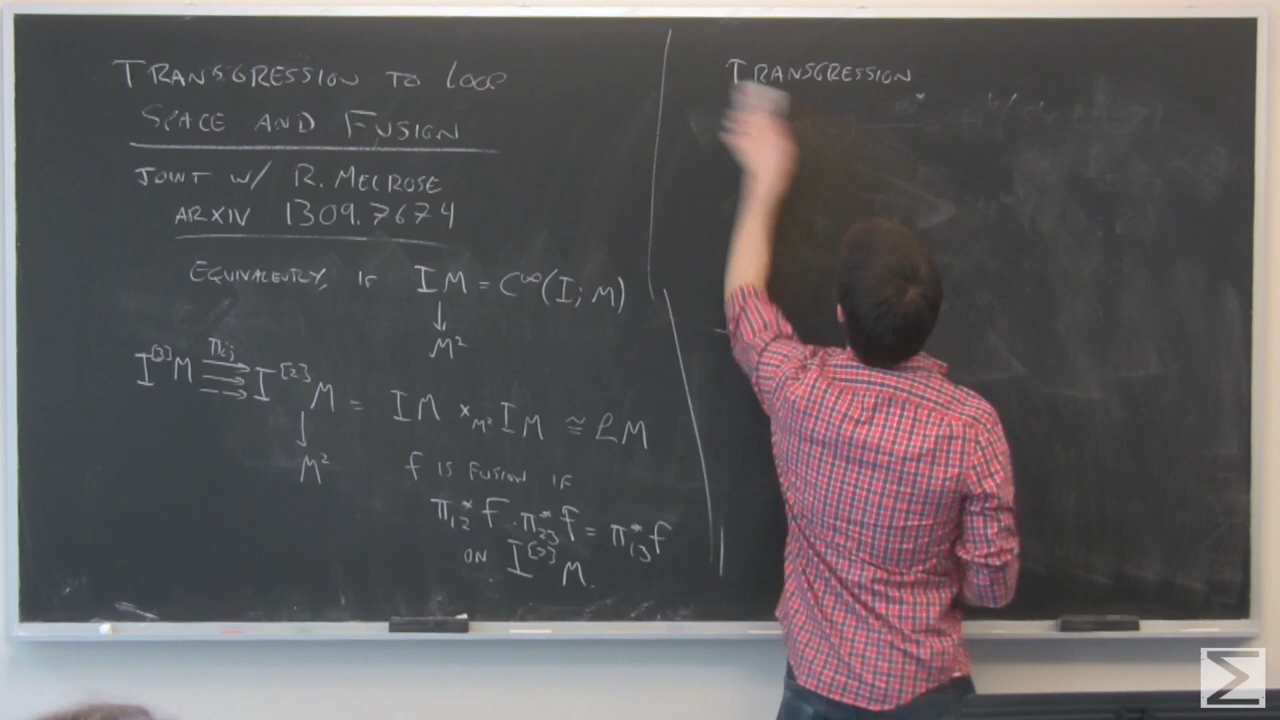 TRANSGRESSION TO LOOP
SPACE AND FUSION
JOINT W/ R. MELROSE
ARXIV 1309.7674
EQUIVALENTLY, IF IM = C^∞(I; M)
↓
M²
I^[3]M ⇉ π_ij I^[2]M = IM ×_M² IM ≅ LM
↓
M²
f IS FUSION IF
π₁₂* f · π₂₃* f = π₁₃* f
ON I^[3] M.
TRANSGRESSION
Σ